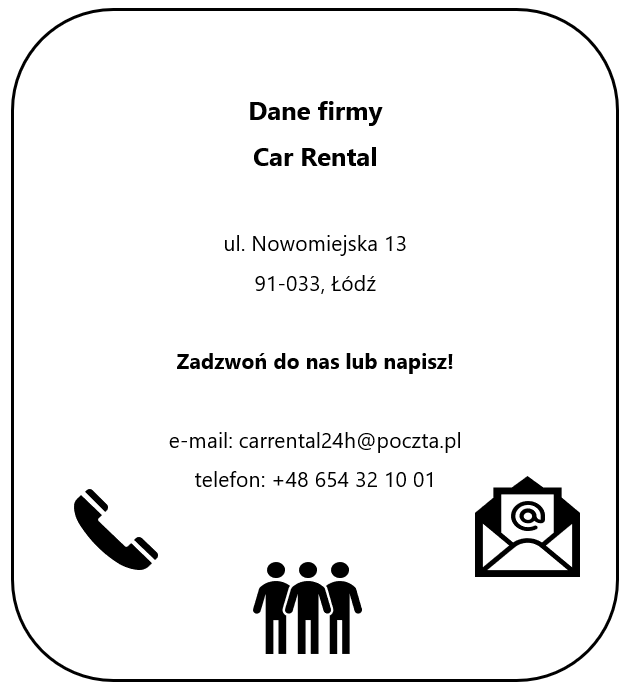 Dane firmy
Car Rental
ul. Nowomiejska 13
91-033, Łódź
Zadzwoń do nas lub napisz!
e-mail: carrental24h@poczta.pl
telefon: +48 654 32 10 01
@